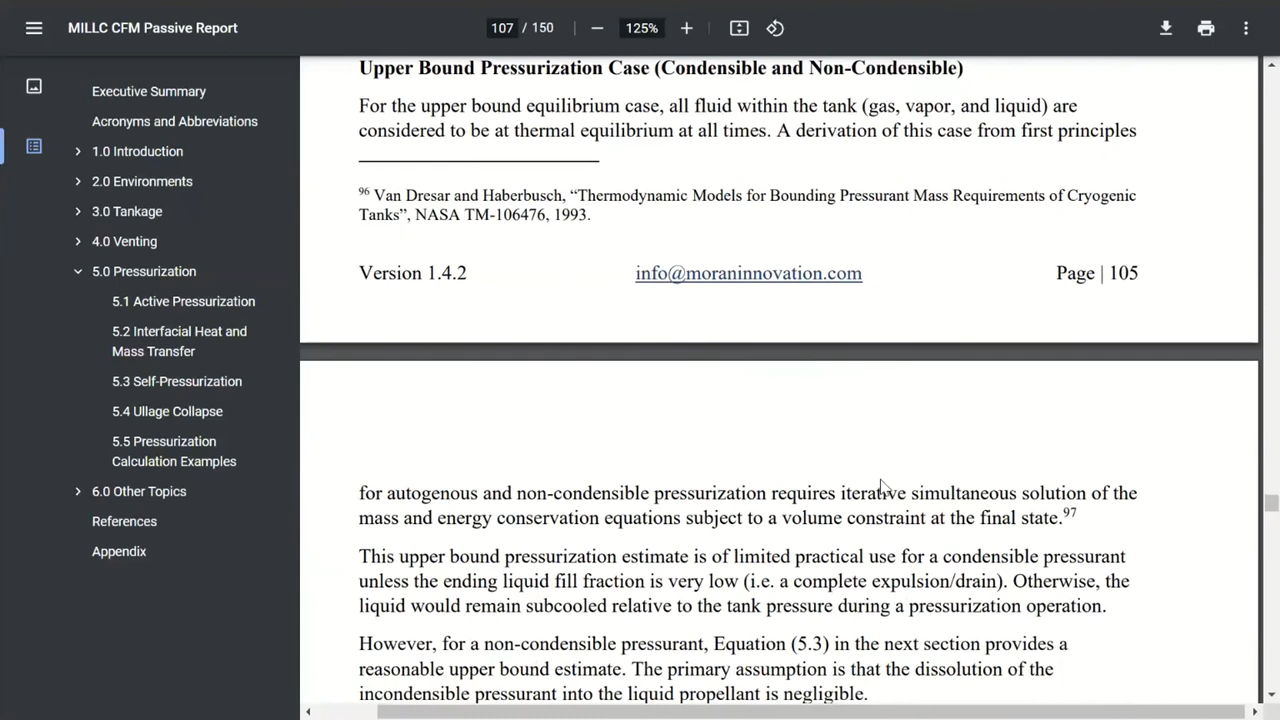 MILLC CFM Passive Report
107 / 150
125%
Executive Summary
Acronyms and Abbreviations
1.0 Introduction
2.0 Environments
3.0 Tankage
4.0 Venting
5.0 Pressurization
5.1 Active Pressurization
5.2 Interfacial Heat and
Mass Transfer
5.3 Self-Pressurization
5.4 Ullage Collapse
5.5 Pressurization
Calculation Examples
6.0 Other Topics
References
Appendix
Upper Bound Pressurization Case (Condensible and Non-Condensible)
For the upper bound equilibrium case, all fluid within the tank (gas, vapor, and liquid) are
considered to be at thermal equilibrium at all times. A derivation of this case from first principles
96 Van Dresar and Haberbusch, “Thermodynamic Models for Bounding Pressurant Mass Requirements of Cryogenic
Tanks”, NASA TM-106476, 1993.
Version 1.4.2 info@moraninnovation.com Page | 105
for autogenous and non-condensible pressurization requires iterative simultaneous solution of the
mass and energy conservation equations subject to a volume constraint at the final state.97
This upper bound pressurization estimate is of limited practical use for a condensible pressurant
unless the ending liquid fill fraction is very low (i.e. a complete expulsion/drain). Otherwise, the
liquid would remain subcooled relative to the tank pressure during a pressurization operation.
However, for a non-condensible pressurant, Equation (5.3) in the next section provides a
reasonable upper bound estimate. The primary assumption is that the dissolution of the
incondensible pressurant into the liquid propellant is negligible.